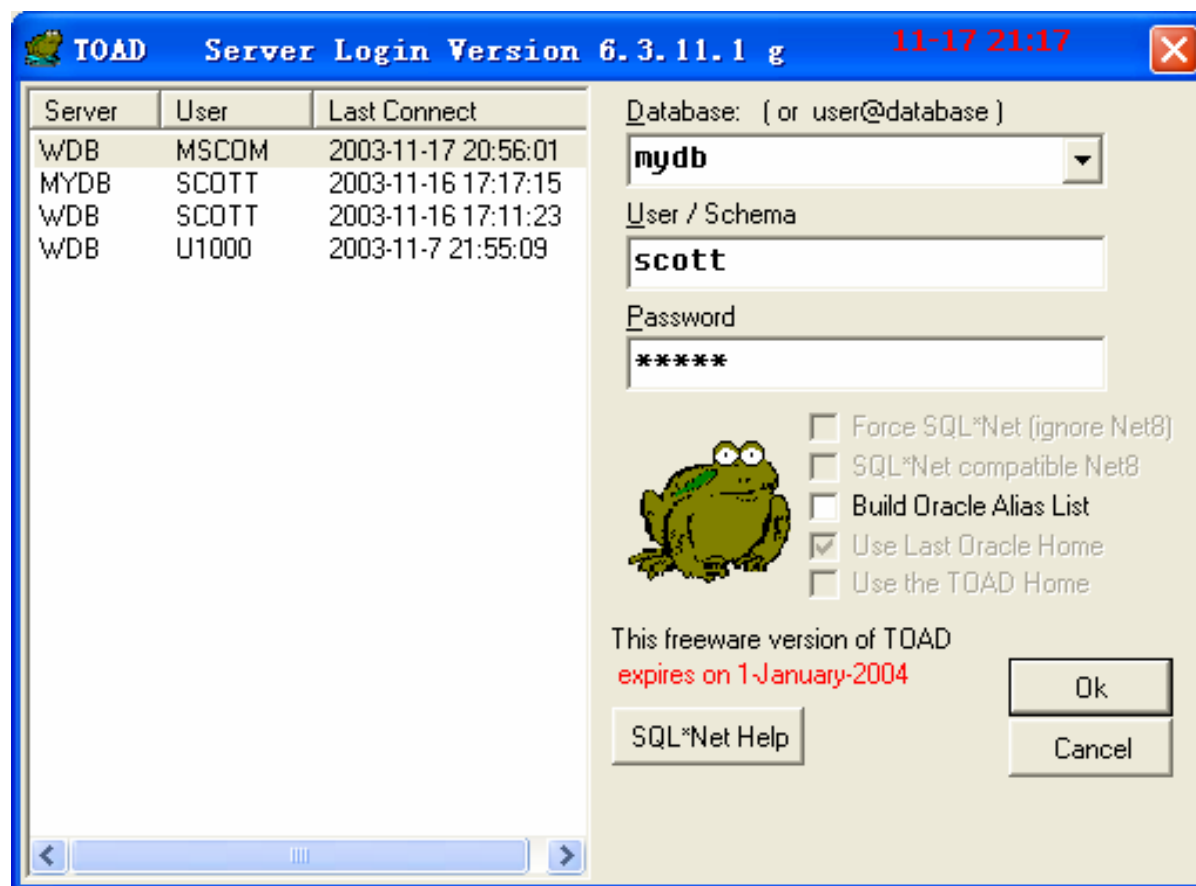 TOAD Server Login Version 6.3.11.1 g 11-17 21:17
Server User Last Connect
WDB MSCOM 2003-11-17 20:56:01
MYDB SCOTT 2003-11-16 17:17:15
WDB SCOTT 2003-11-16 17:11:23
WDB U1000 2003-11-7 21:55:09
Database: ( or user@database )
mydb
User / Schema
scott
Password
*****
Force SQL*Net (ignore Net8)
SQL*Net compatible Net8
Build Oracle Alias List
Use Last Oracle Home
Use the TOAD Home
This freeware version of TOAD
expires on 1-January-2004
Ok
SQL*Net Help
Cancel